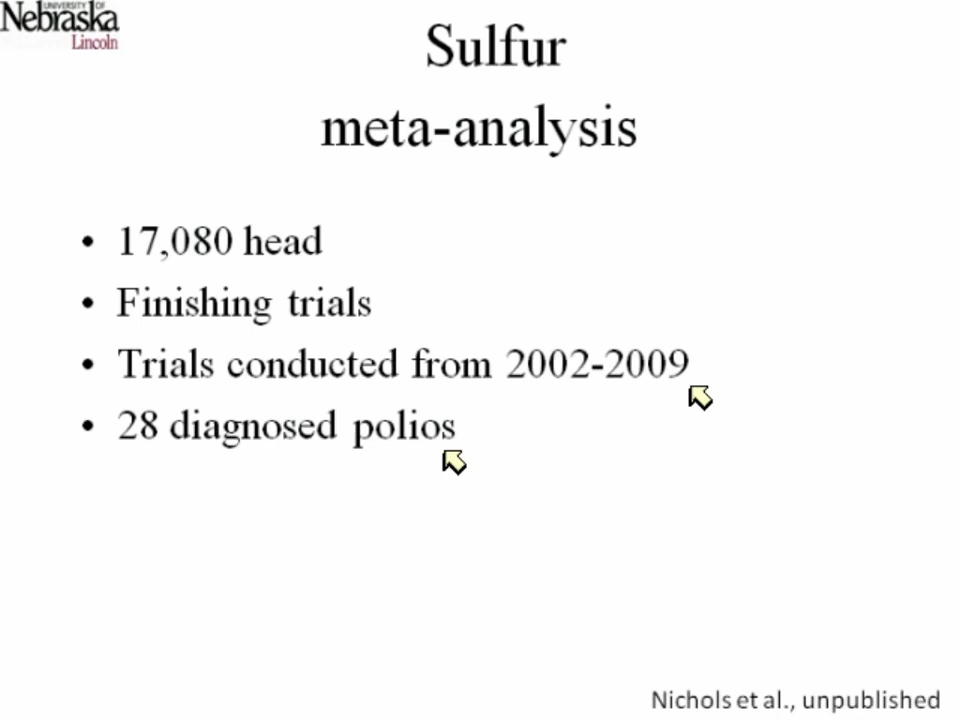 UNIVERSITY OF
Nebraska
Lincoln
Sulfur
meta-analysis
• 17,080 head
• Finishing trials
• Trials conducted from 2002-2009
• 28 diagnosed polios
Nichols et al., unpublished